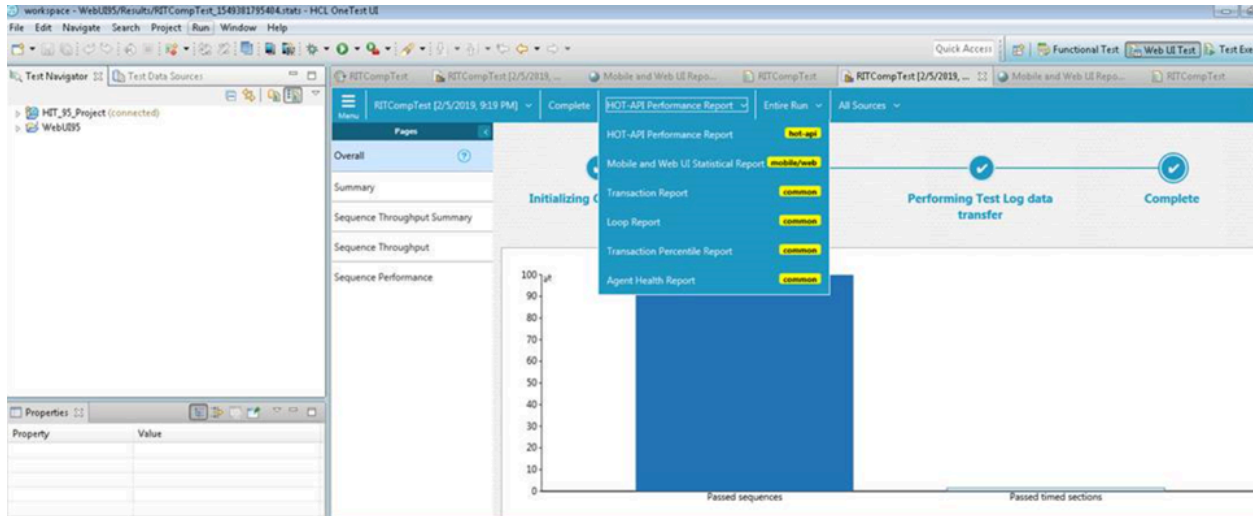 workspace - WebUI95/Results/RITCompTest_1549381795404.stats - HCL OneTest UI
File Edit Navigate Search Project Run Window Help
Quick Access Functional Test Web UI Test Test Exe
Test Navigator Test Data Sources
RITCompTest RITCompTest [2/5/2019, ... Mobile and Web UI Repo... RITCompTest RITCompTest [2/5/2019, ... Mobile and Web UI Repo... RITCompTest
HIT_95_Project (connected)
WebUI95
Menu RITCompTest [2/5/2019, 9:19 PM] Complete HOT-API Performance Report Entire Run All Sources
Pages
Overall
Summary
Sequence Throughput Summary
Sequence Throughput
Sequence Performance
HOT-API Performance Report hot-api
Mobile and Web UI Statistical Report mobile/web
Transaction Report common
Loop Report common
Transaction Percentile Report common
Agent Health Report common
Performing Test Log data
transfer
Complete
100
90
80
70
60
50
40
30
20
10
0
Passed sequences Passed timed sections
Properties
Property Value